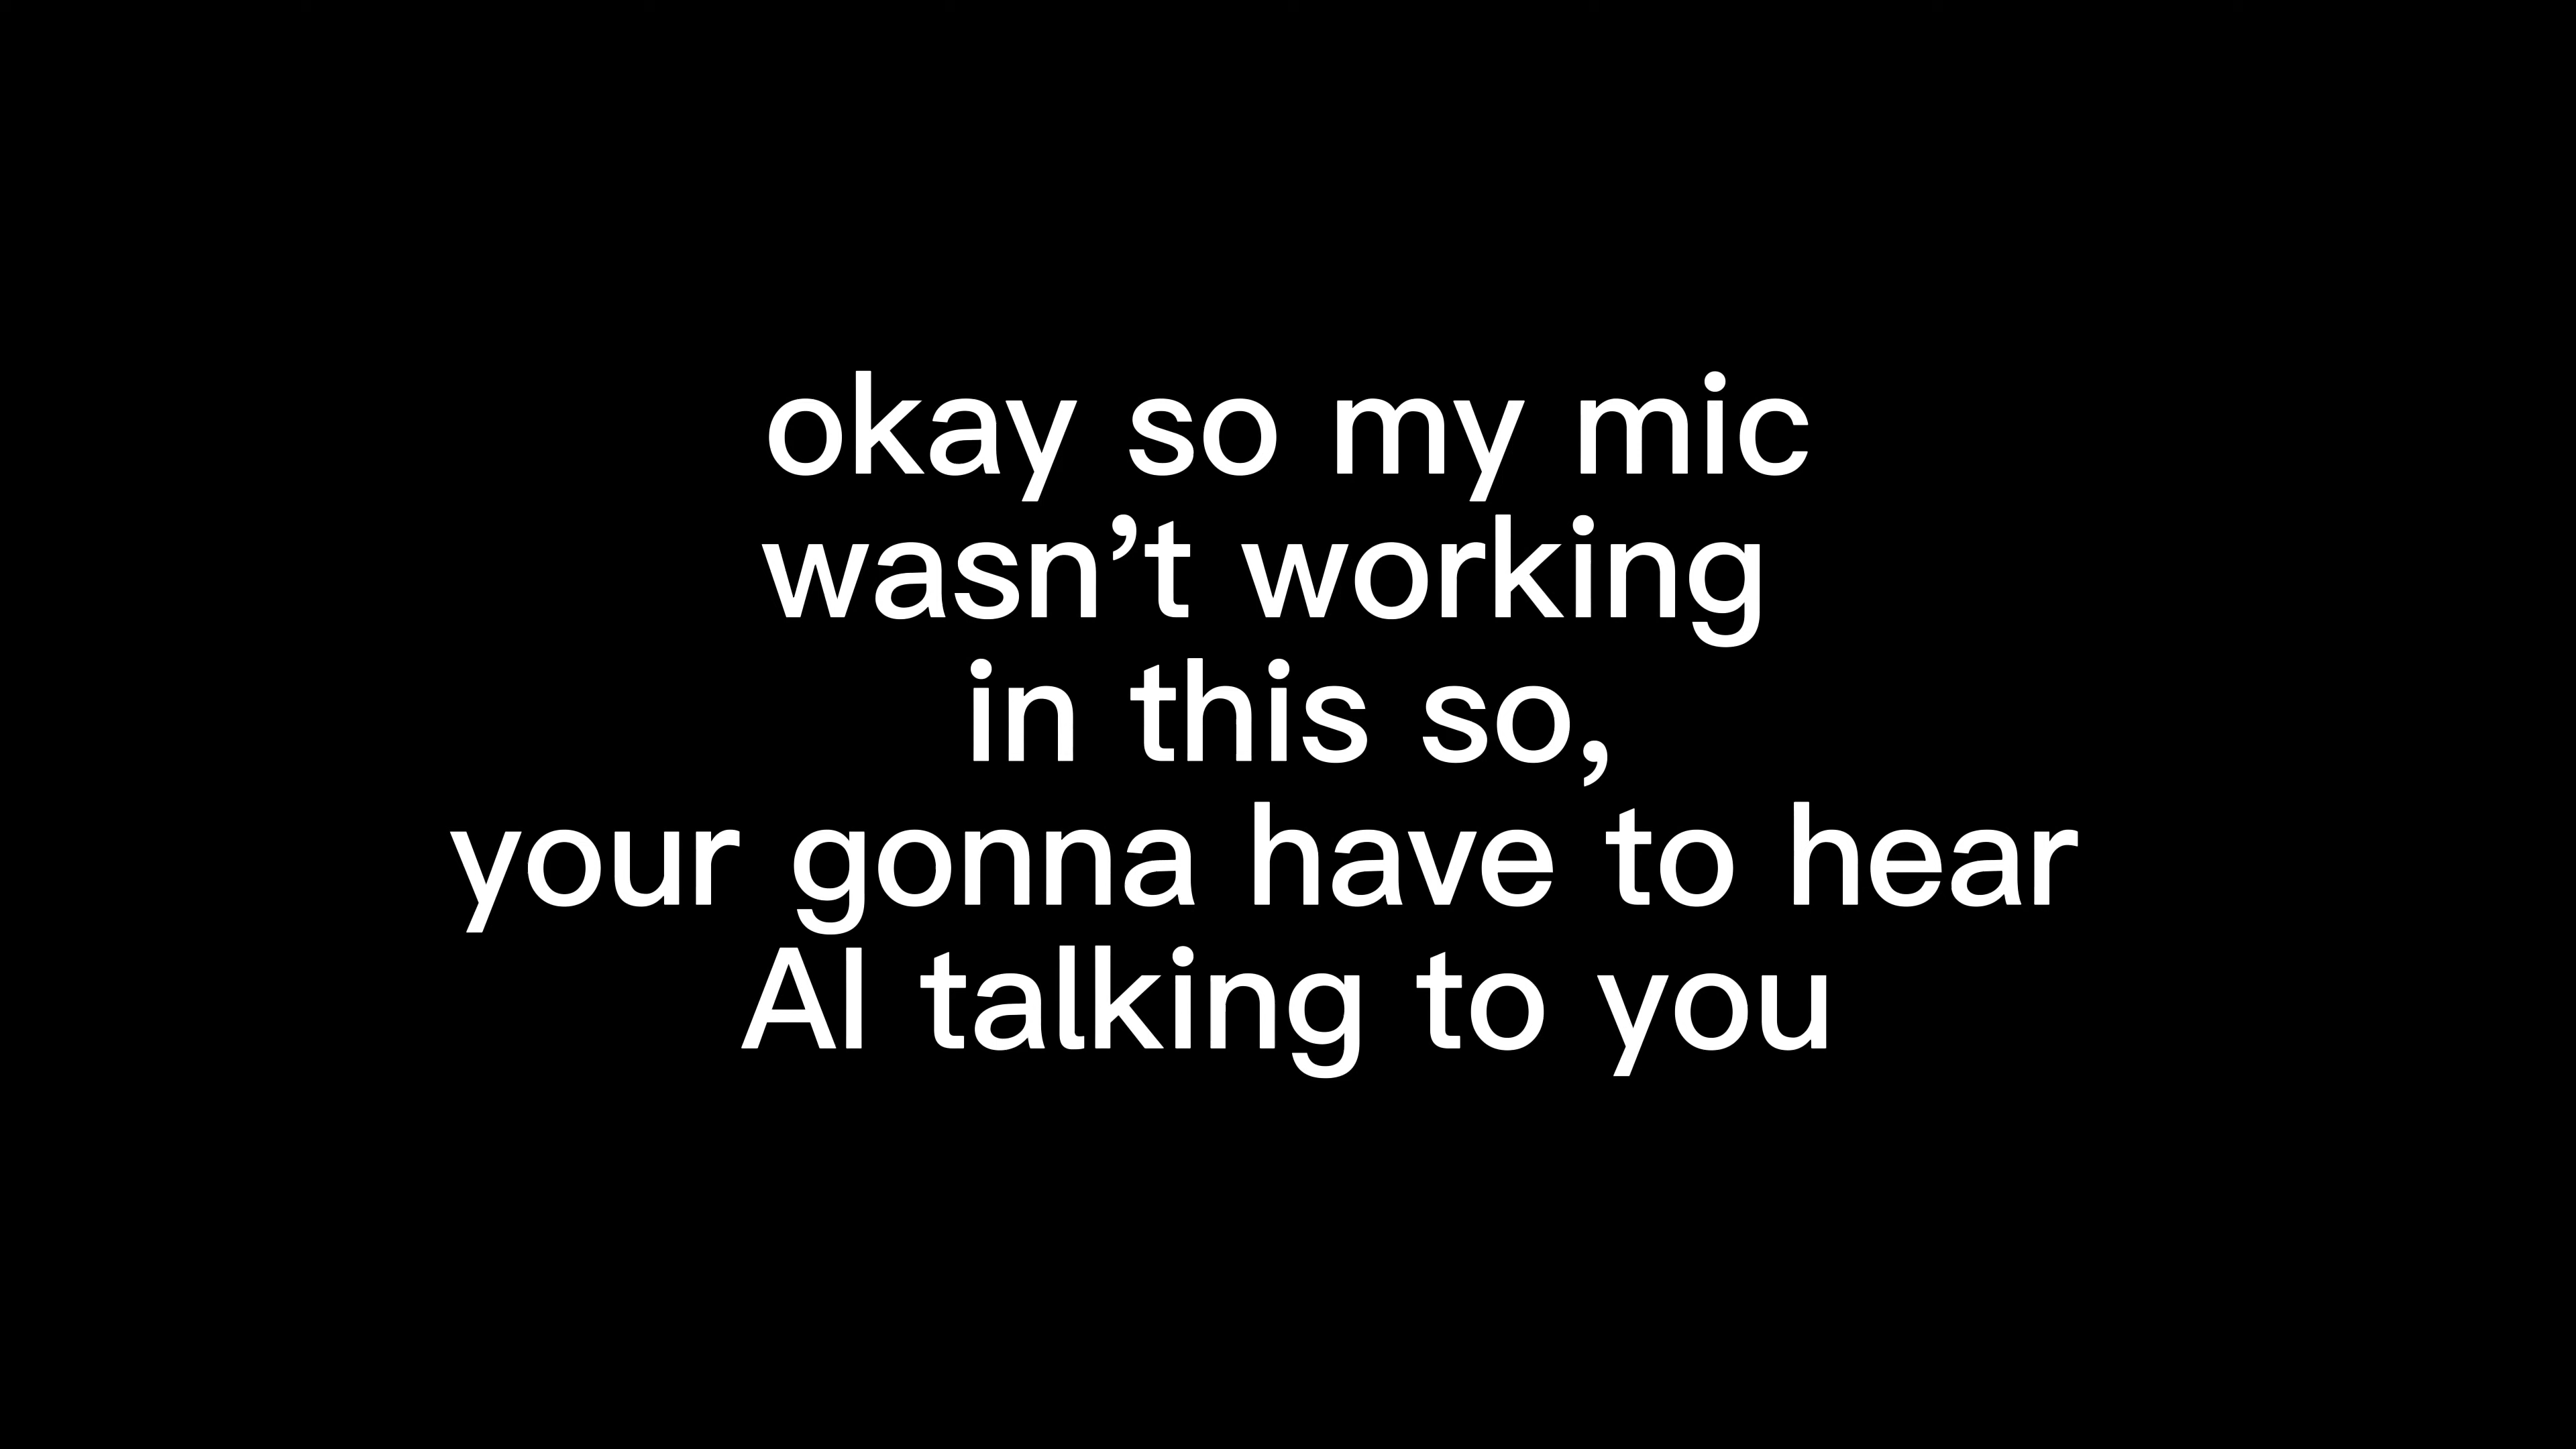 okay so my mic
wasn’t working
in this so,
your gonna have to hear
AI talking to you